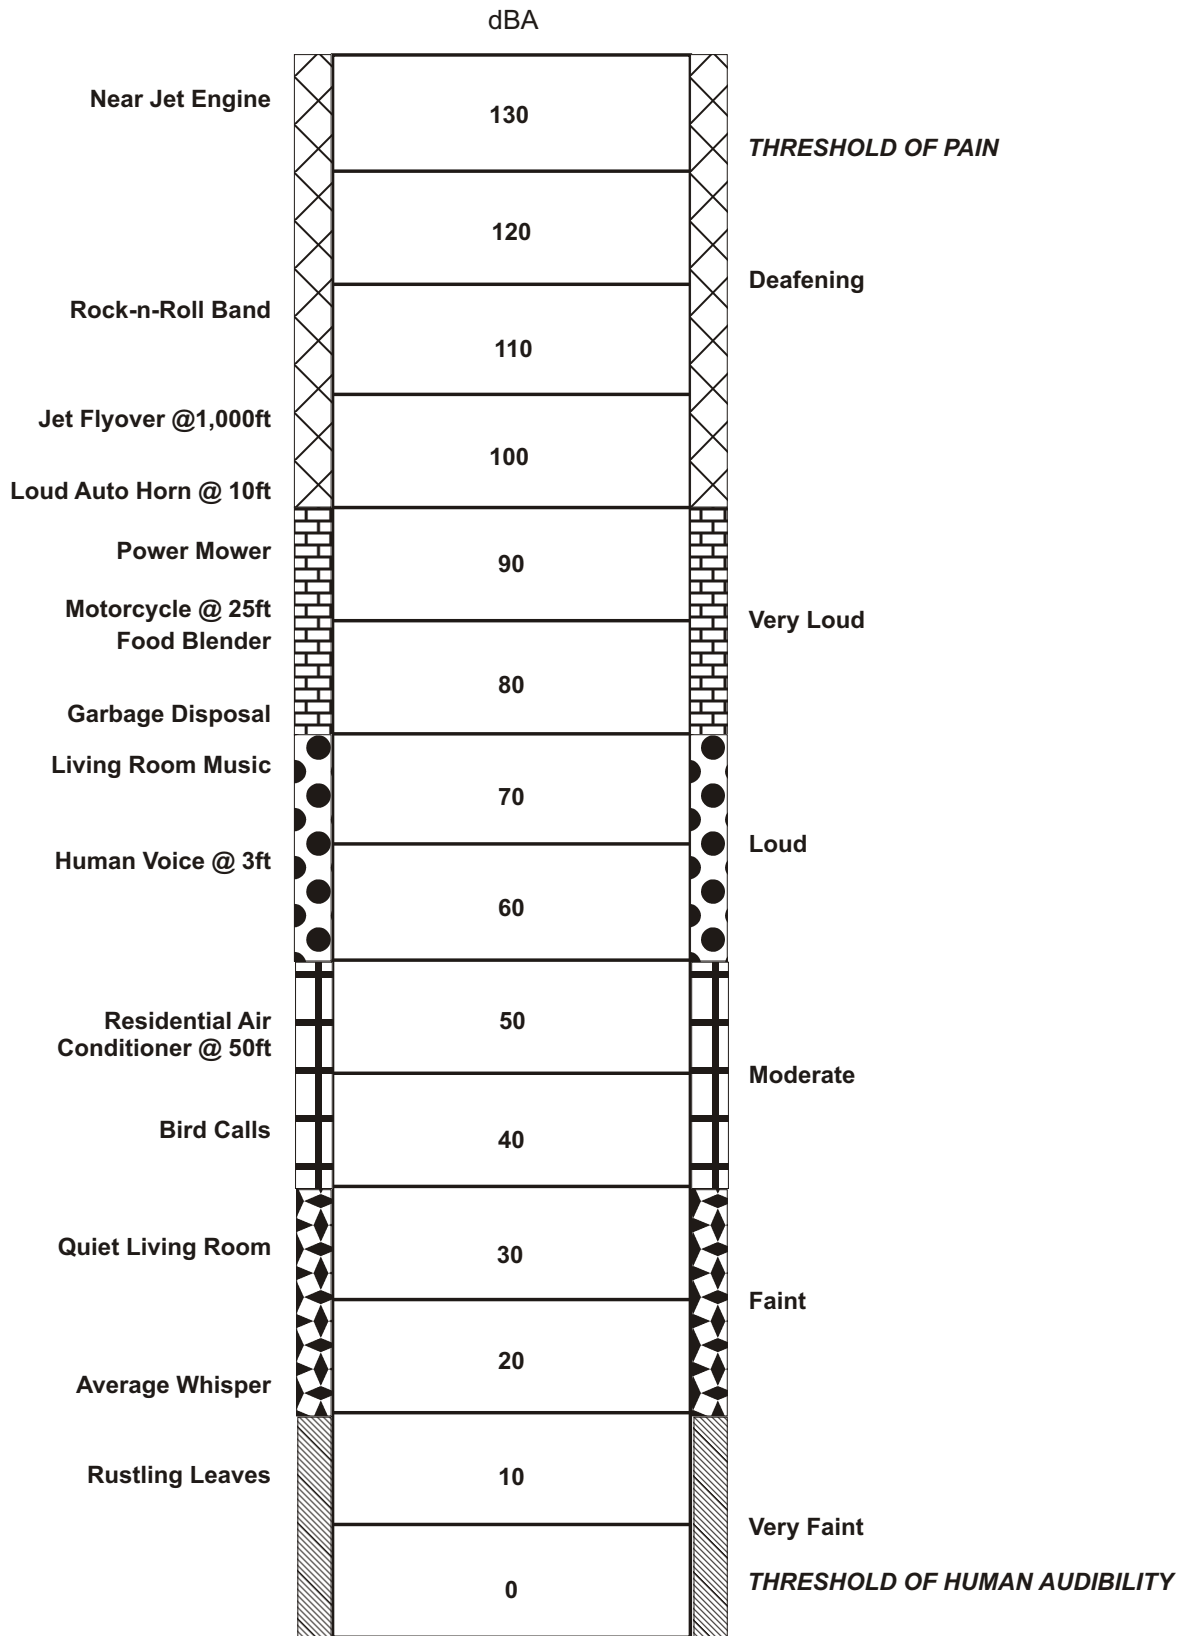 dBA
Near Jet Engine
130
THRESHOLD OF PAIN
120
Deafening
Rock-n-Roll Band
110
Jet Flyover @1,000ft
100
Loud Auto Horn @ 10ft
Power Mower
90
Motorcycle @ 25ft
Very Loud
Food Blender
80
Garbage Disposal
Living Room Music
70
Loud
Human Voice @ 3ft
60
Residential Air
50
Conditioner @ 50ft
Moderate
Bird Calls
40
Quiet Living Room
30
Faint
20
Average Whisper
Rustling Leaves
10
Very Faint
THRESHOLD OF HUMAN AUDIBILITY
0